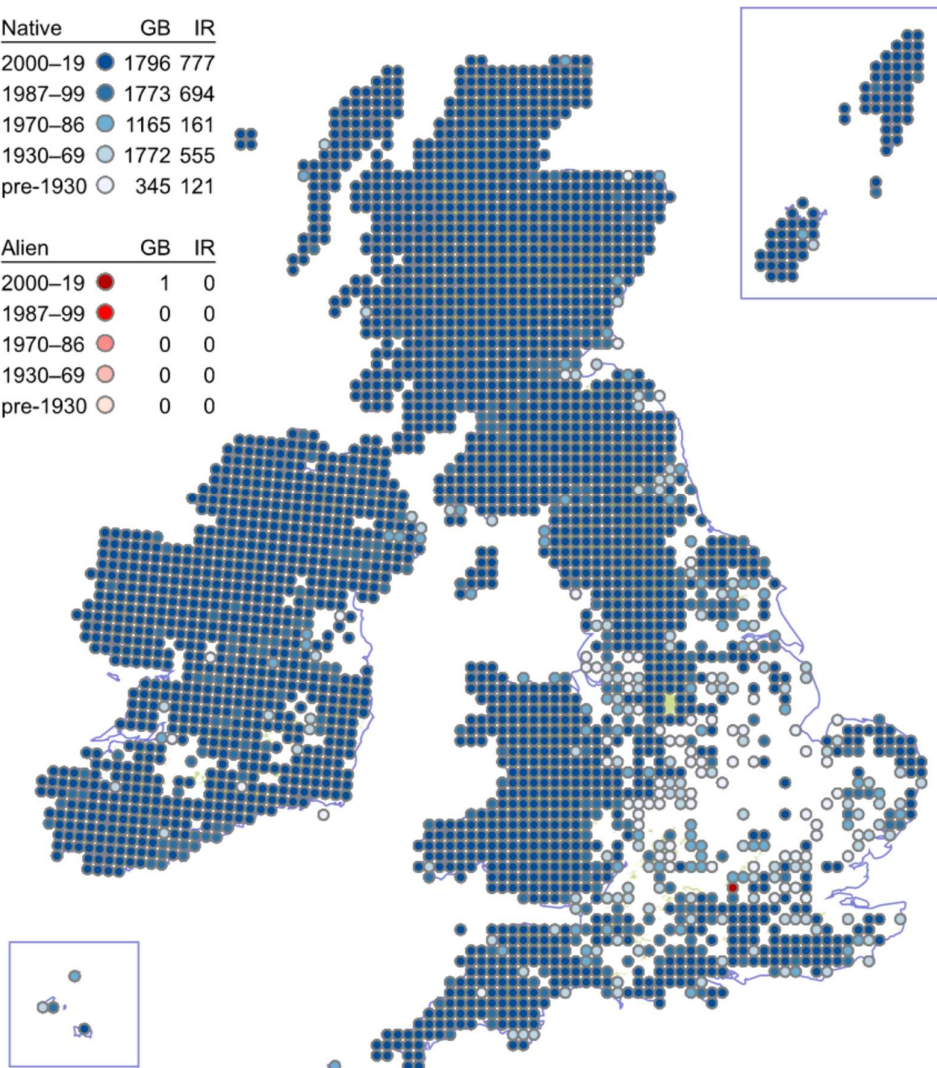 Native GB IR
2000–19 1796 777
1987–99 1773 694
1970–86 1165 161
1930–69 1772 555
pre-1930 345 121
Alien GB IR
2000–19 1 0
1987–99 0 0
1970–86 0 0
1930–69 0 0
pre-1930 0 0